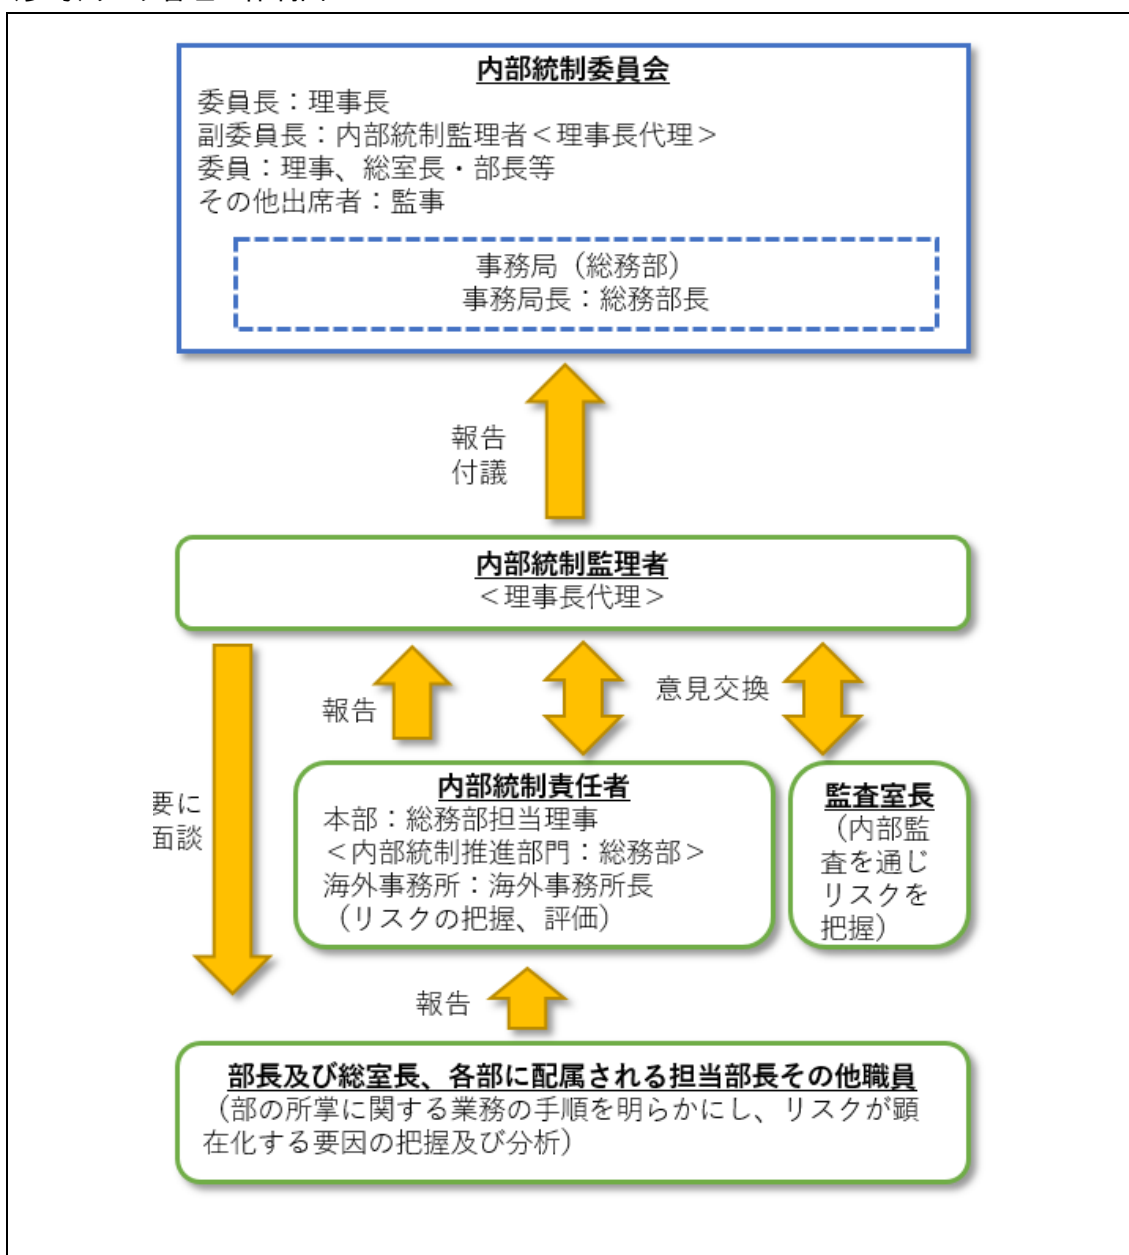 内部統制委員会
委員長：理事長
副委員長：内部統制監理者＜理事長代理＞
委員：理事、総室長・部長等
その他出席者：監事
事務局（総務部）
事務局長：総務部長
報告
付議
内部統制監理者
＜理事長代理＞
報告
意見交換
要に
面談
内部統制責任者
本部：総務部担当理事
＜内部統制推進部門：総務部＞
海外事務所：海外事務所長
（リスクの把握、評価）
監査室長
（内部監
査を通じ
リスクを
把握）
報告
部長及び総室長、各部に配属される担当部長その他職員
（部の所掌に関する業務の手順を明らかにし、リスクが顕
在化する要因の把握及び分析）